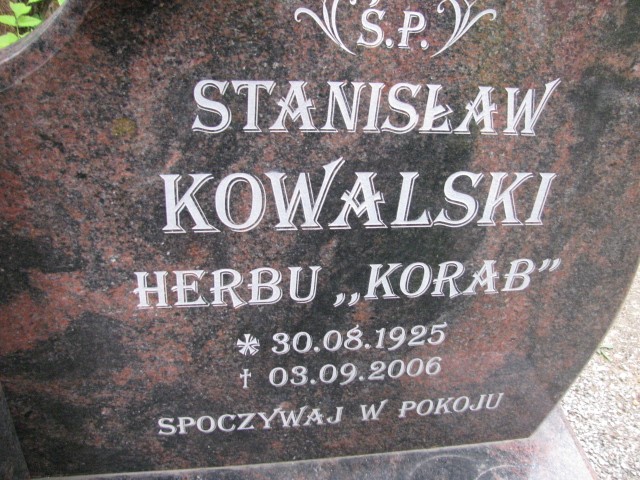 Ś.P.
STANISŁAW
KOWALSKI
HERBU „KORAB”
* 30.08.1925
† 03.09.2006
SPOCZYWAJ W POKOJU